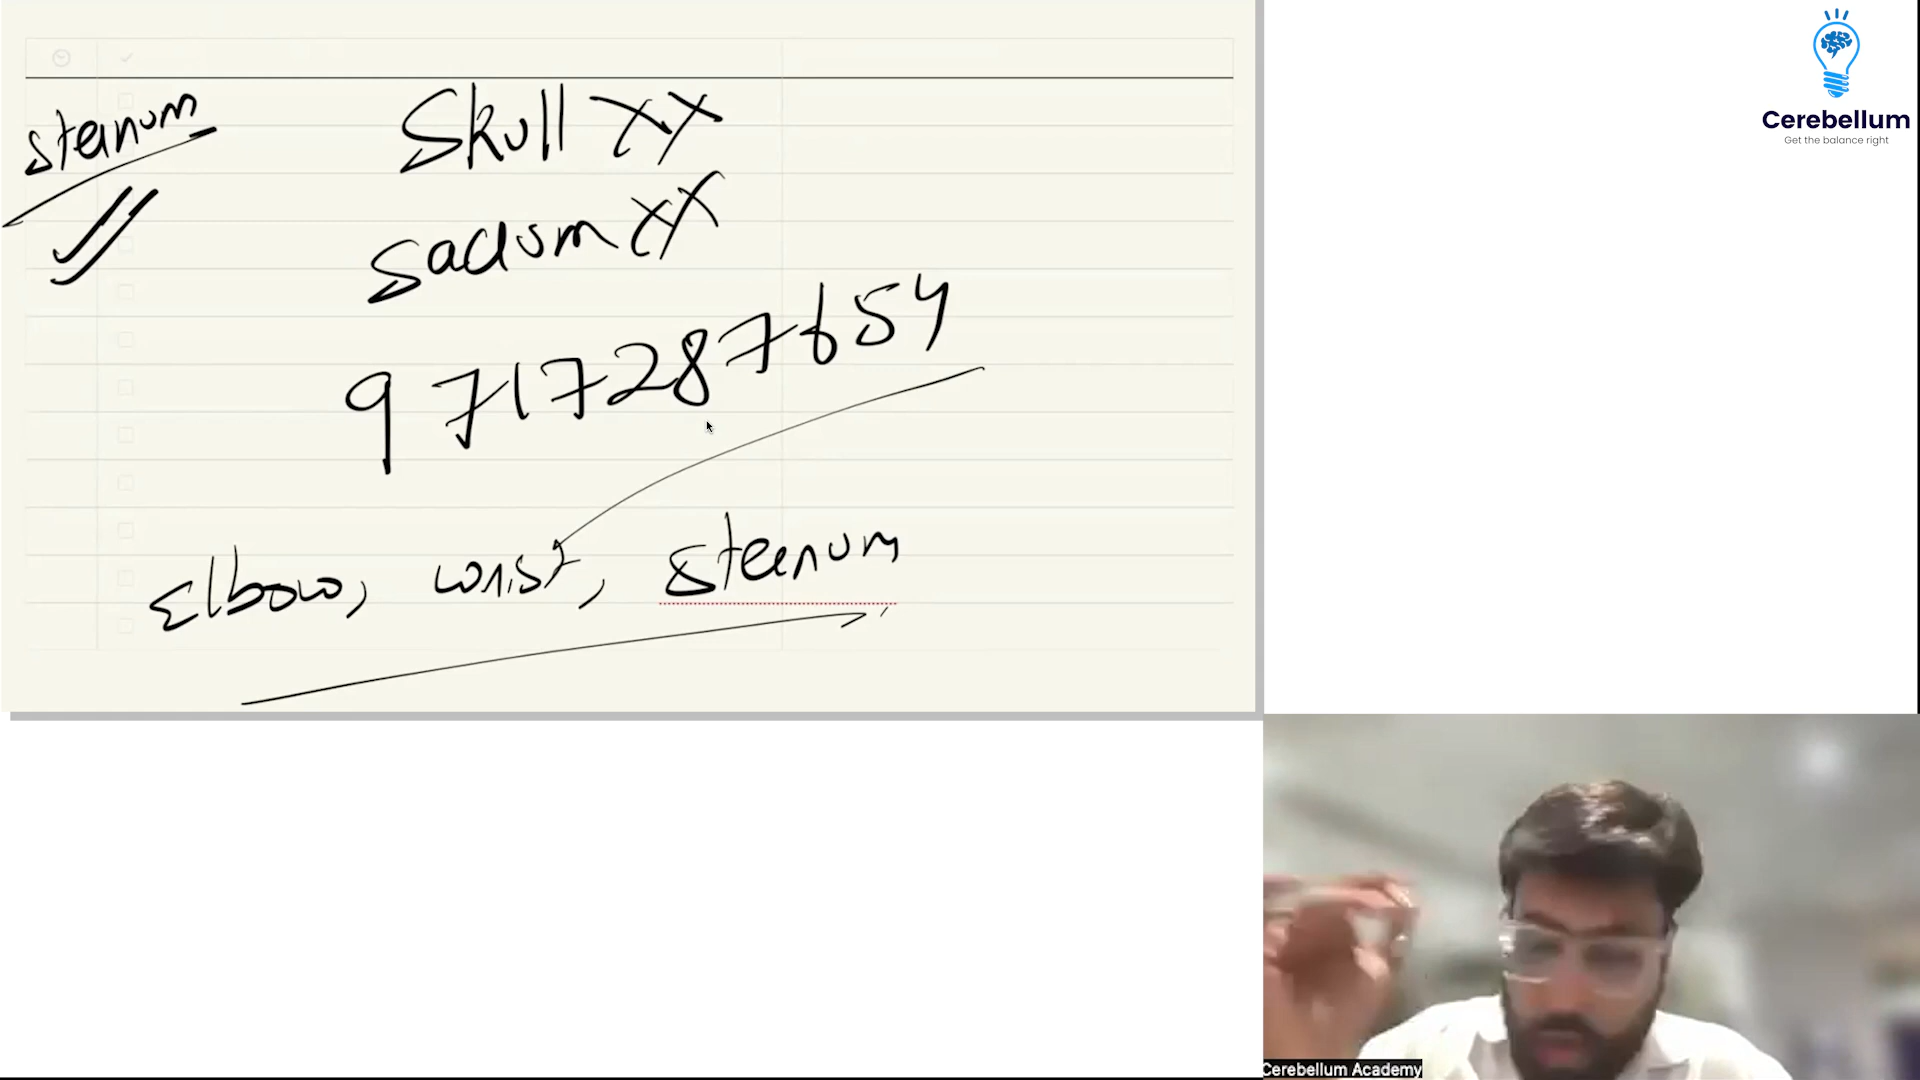 sternum
Skull XX
Sacrum XX
9717287654
Elbow, wrist, sternum
Cerebellum
Get the balance right
Cerebellum Academy